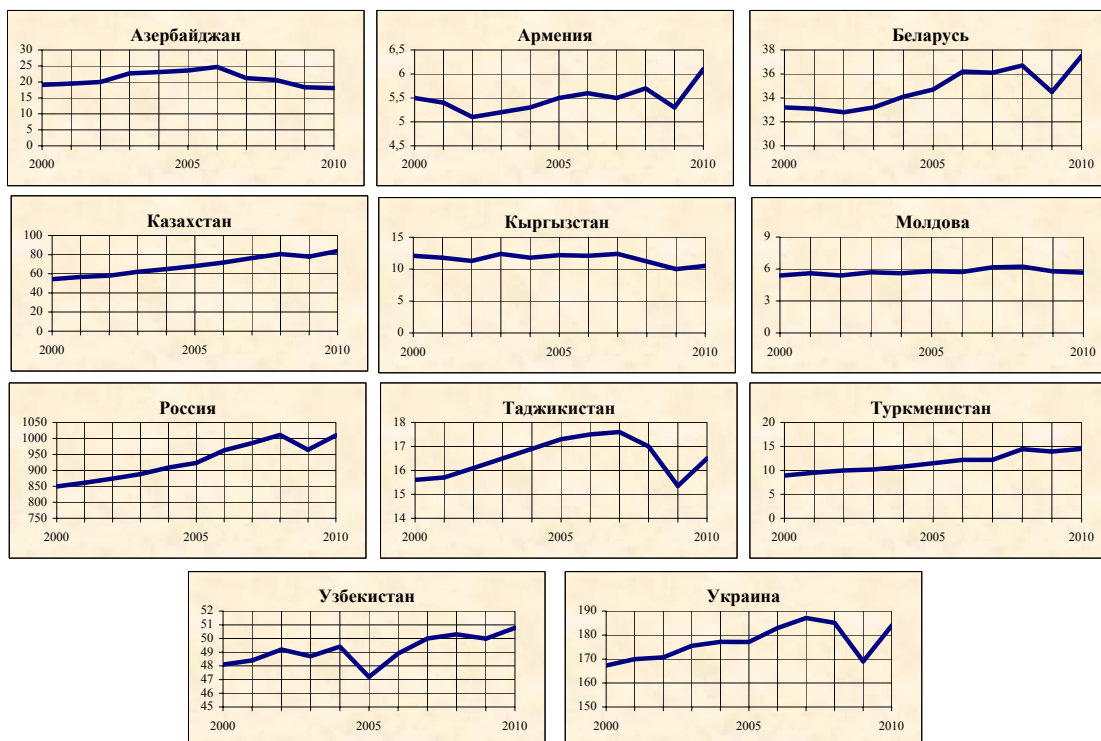 Азербайджан
30
25
20
15
10
5
0
2000 2005 2010
Армения
6,5
6
5,5
5
4,5
2000 2005 2010
Беларусь
38
36
34
32
30
2000 2005 2010
Казахстан
100
80
60
40
20
0
2000 2005 2010
Кыргызстан
15
10
5
0
2000 2005 2010
Молдова
9
6
3
0
2000 2005 2010
Россия
1050
1000
950
900
850
800
750
2000 2005 2010
Таджикистан
18
17
16
15
14
2000 2005 2010
Туркменистан
20
15
10
5
0
2000 2005 2010
Узбекистан
52
51
50
49
48
47
46
45
2000 2005 2010
Украина
190
180
170
160
150
2000 2005 2010